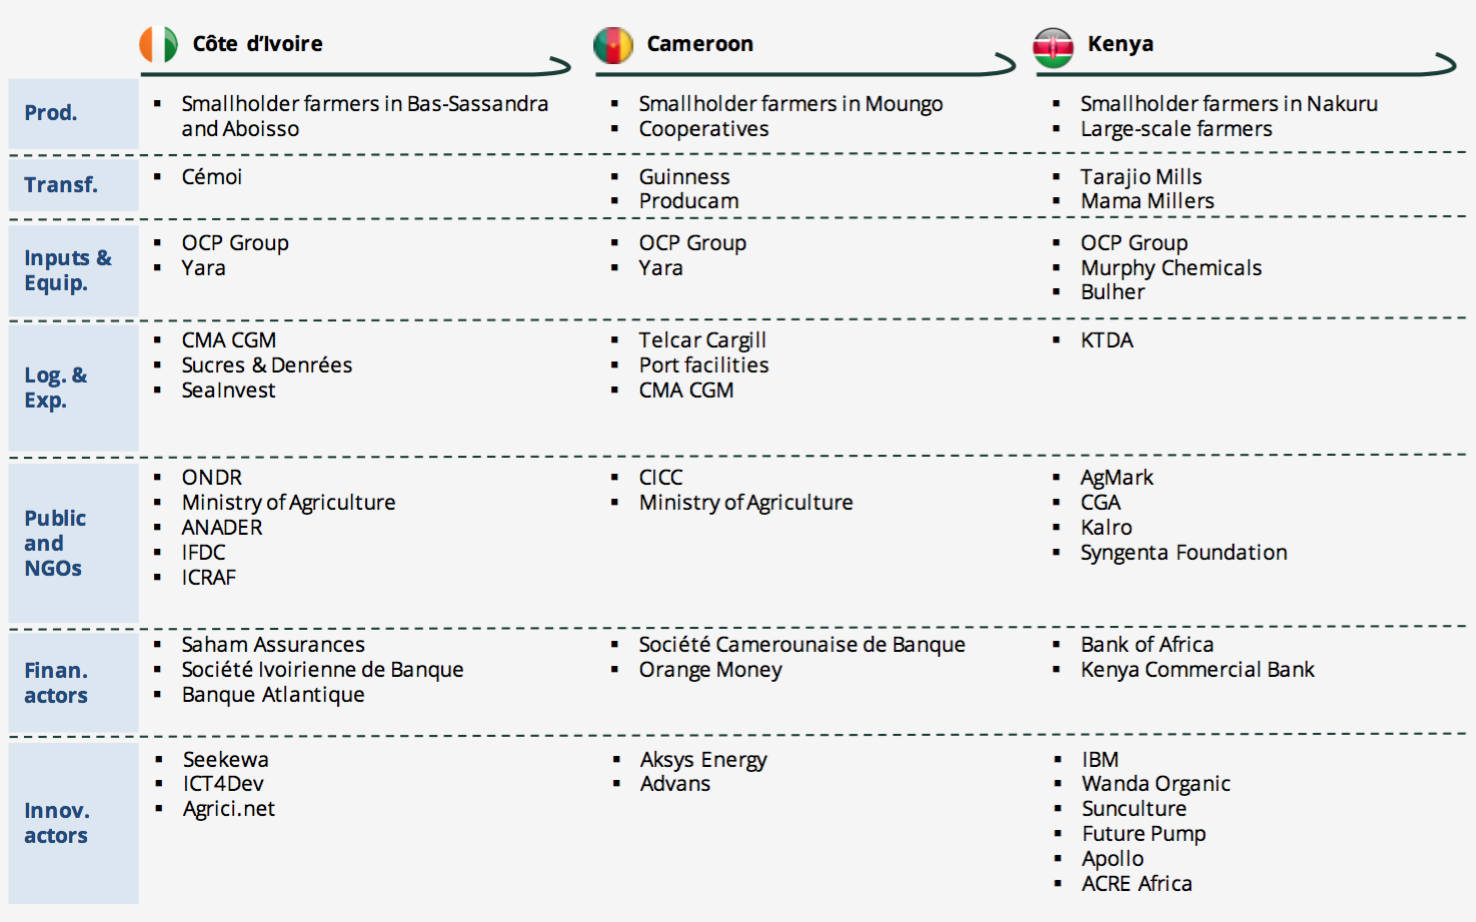 Côte d'Ivoire
Cameroon
Kenya
Prod.
▪ Smallholder farmers in Bas-Sassandra
and Aboisso
▪ Smallholder farmers in Moungo
▪ Cooperatives
▪ Smallholder farmers in Nakuru
▪ Large-scale farmers
Transf.
▪ Cémoi
▪ Guinness
▪ Producam
▪ Tarajio Mills
▪ Mama Millers
Inputs &
Equip.
▪ OCP Group
▪ Yara
▪ OCP Group
▪ Yara
▪ OCP Group
▪ Murphy Chemicals
▪ Bulher
Log. &
Exp.
▪ CMA CGM
▪ Sucres & Denrées
▪ SeaInvest
▪ Telcar Cargill
▪ Port facilities
▪ CMA CGM
▪ KTDA
Public
and
NGOs
▪ ONDR
▪ Ministry of Agriculture
▪ ANADER
▪ IFDC
▪ ICRAF
▪ CICC
▪ Ministry of Agriculture
▪ AgMark
▪ CGA
▪ Kalro
▪ Syngenta Foundation
Finan.
actors
▪ Saham Assurances
▪ Société Ivoirienne de Banque
▪ Banque Atlantique
▪ Société Camerounaise de Banque
▪ Orange Money
▪ Bank of Africa
▪ Kenya Commercial Bank
Innov.
actors
▪ Seekewa
▪ ICT4Dev
▪ Agrici.net
▪ Aksys Energy
▪ Advans
▪ IBM
▪ Wanda Organic
▪ Sunculture
▪ Future Pump
▪ Apollo
▪ ACRE Africa